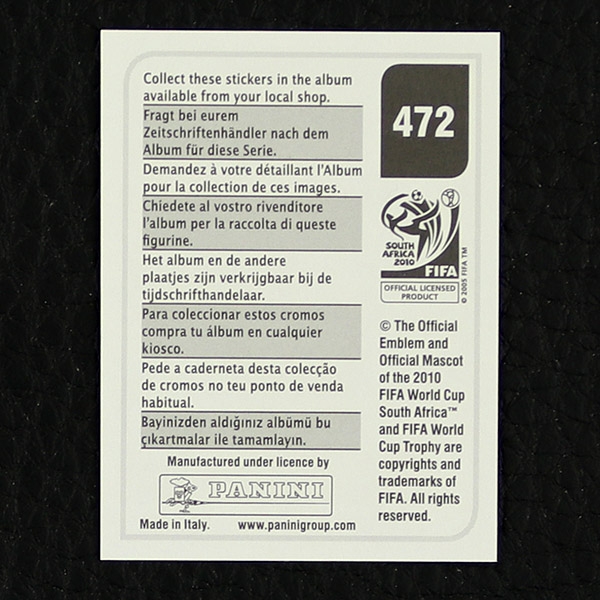 Collect these stickers in the album
available from your local shop.
Fragt bei eurem
Zeitschriftenhändler nach dem
Album für diese Serie.
Demandez à votre détaillant l'Album
pour la collection de ces images.
Chiedete al vostro rivenditore
l'album per la raccolta di queste
figurine.
Het album en de andere
plaatjes zijn verkrijgbaar bij de
tijdschrifthandelaar.
Para coleccionar estos cromos
compra tu álbum en cualquier
kiosco.
Pede a caderneta desta colecção
de cromos no teu ponto de venda
habitual.
Bayinizden aldığınız albümü bu
çıkartmalar ile tamamlayın.
Manufactured under licence by
PANINI
Made in Italy. www.paninigroup.com
472
SOUTH
AFRICA
2010
FIFA
OFFICIAL LICENSED
PRODUCT
© 2005 FIFA TM
© The Official
Emblem and
Official Mascot
of the 2010
FIFA World Cup
South Africa™
and FIFA World
Cup Trophy are
copyrights and
trademarks of
FIFA. All rights
reserved.